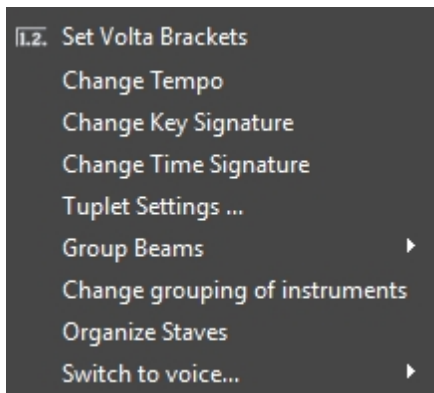 1.2. Set Volta Brackets
Change Tempo
Change Key Signature
Change Time Signature
Tuplet Settings ...
Group Beams
Change grouping of instruments
Organize Staves
Switch to voice...